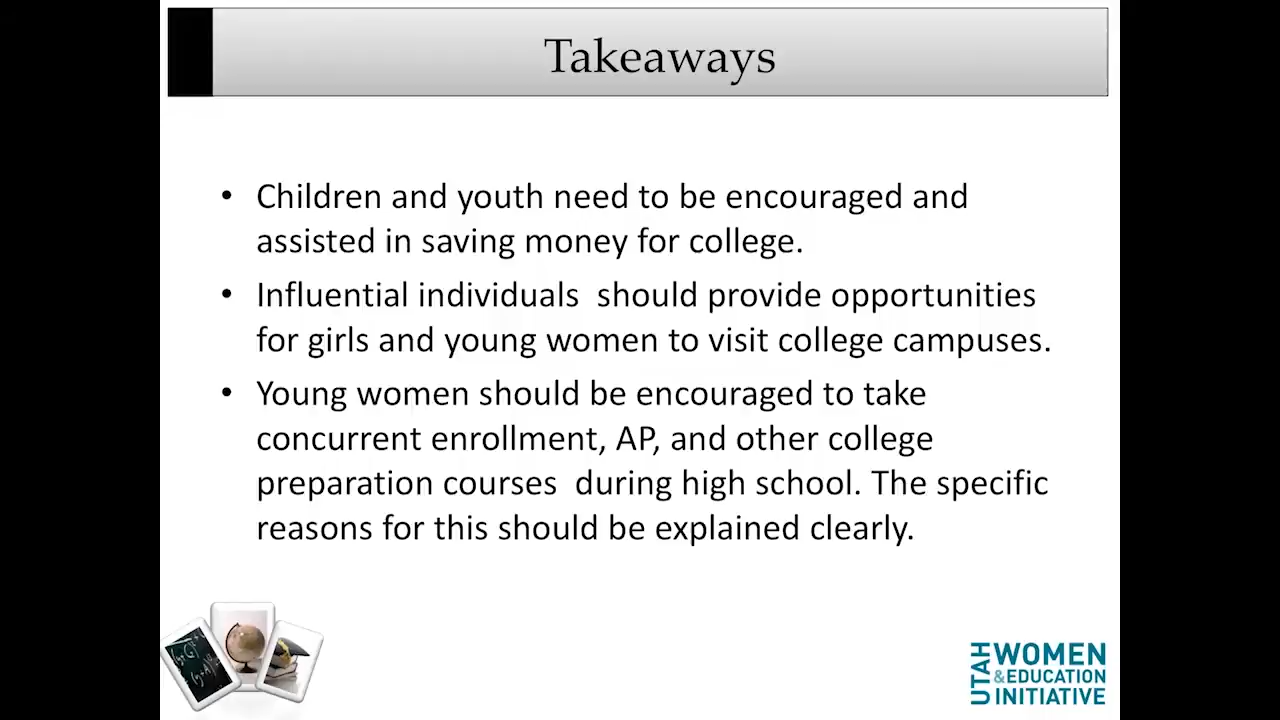 Takeaways
• Children and youth need to be encouraged and
assisted in saving money for college.
• Influential individuals  should provide opportunities
for girls and young women to visit college campuses.
• Young women should be encouraged to take
concurrent enrollment, AP, and other college
preparation courses  during high school. The specific
reasons for this should be explained clearly.
UTAH
WOMEN
&EDUCATION
INITIATIVE